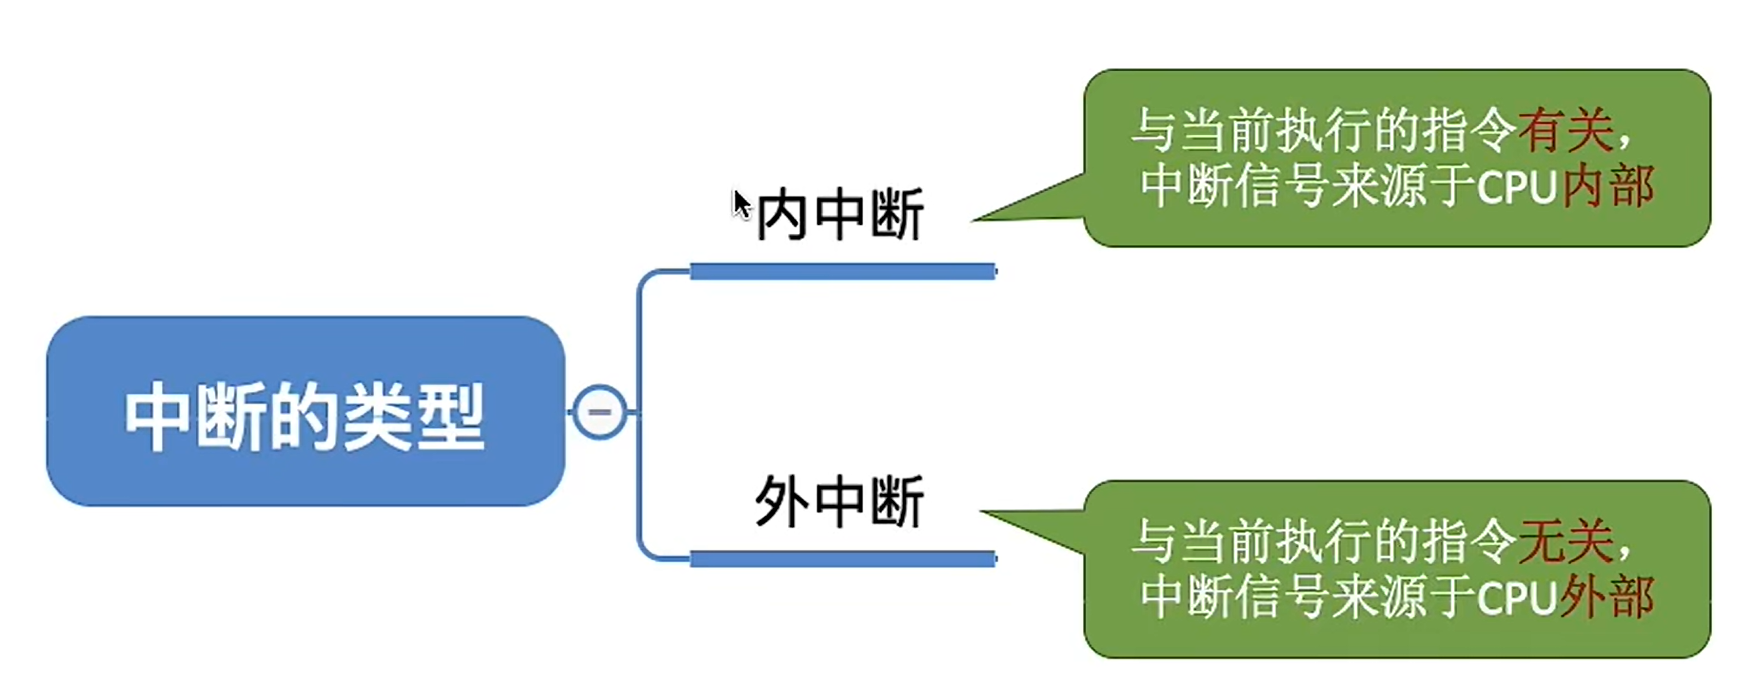 中断的类型
内中断
与当前执行的指令有关，
中断信号来源于CPU内部
外中断
与当前执行的指令无关，
中断信号来源于CPU外部